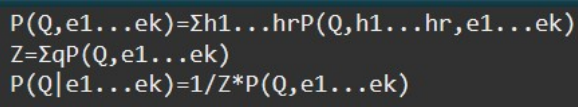 P(Q,e1...ek)=Σh1...hrP(Q,h1...hr,e1...ek)
Z=ΣqP(Q,e1...ek)
P(Q|e1...ek)=1/Z*P(Q,e1...ek)